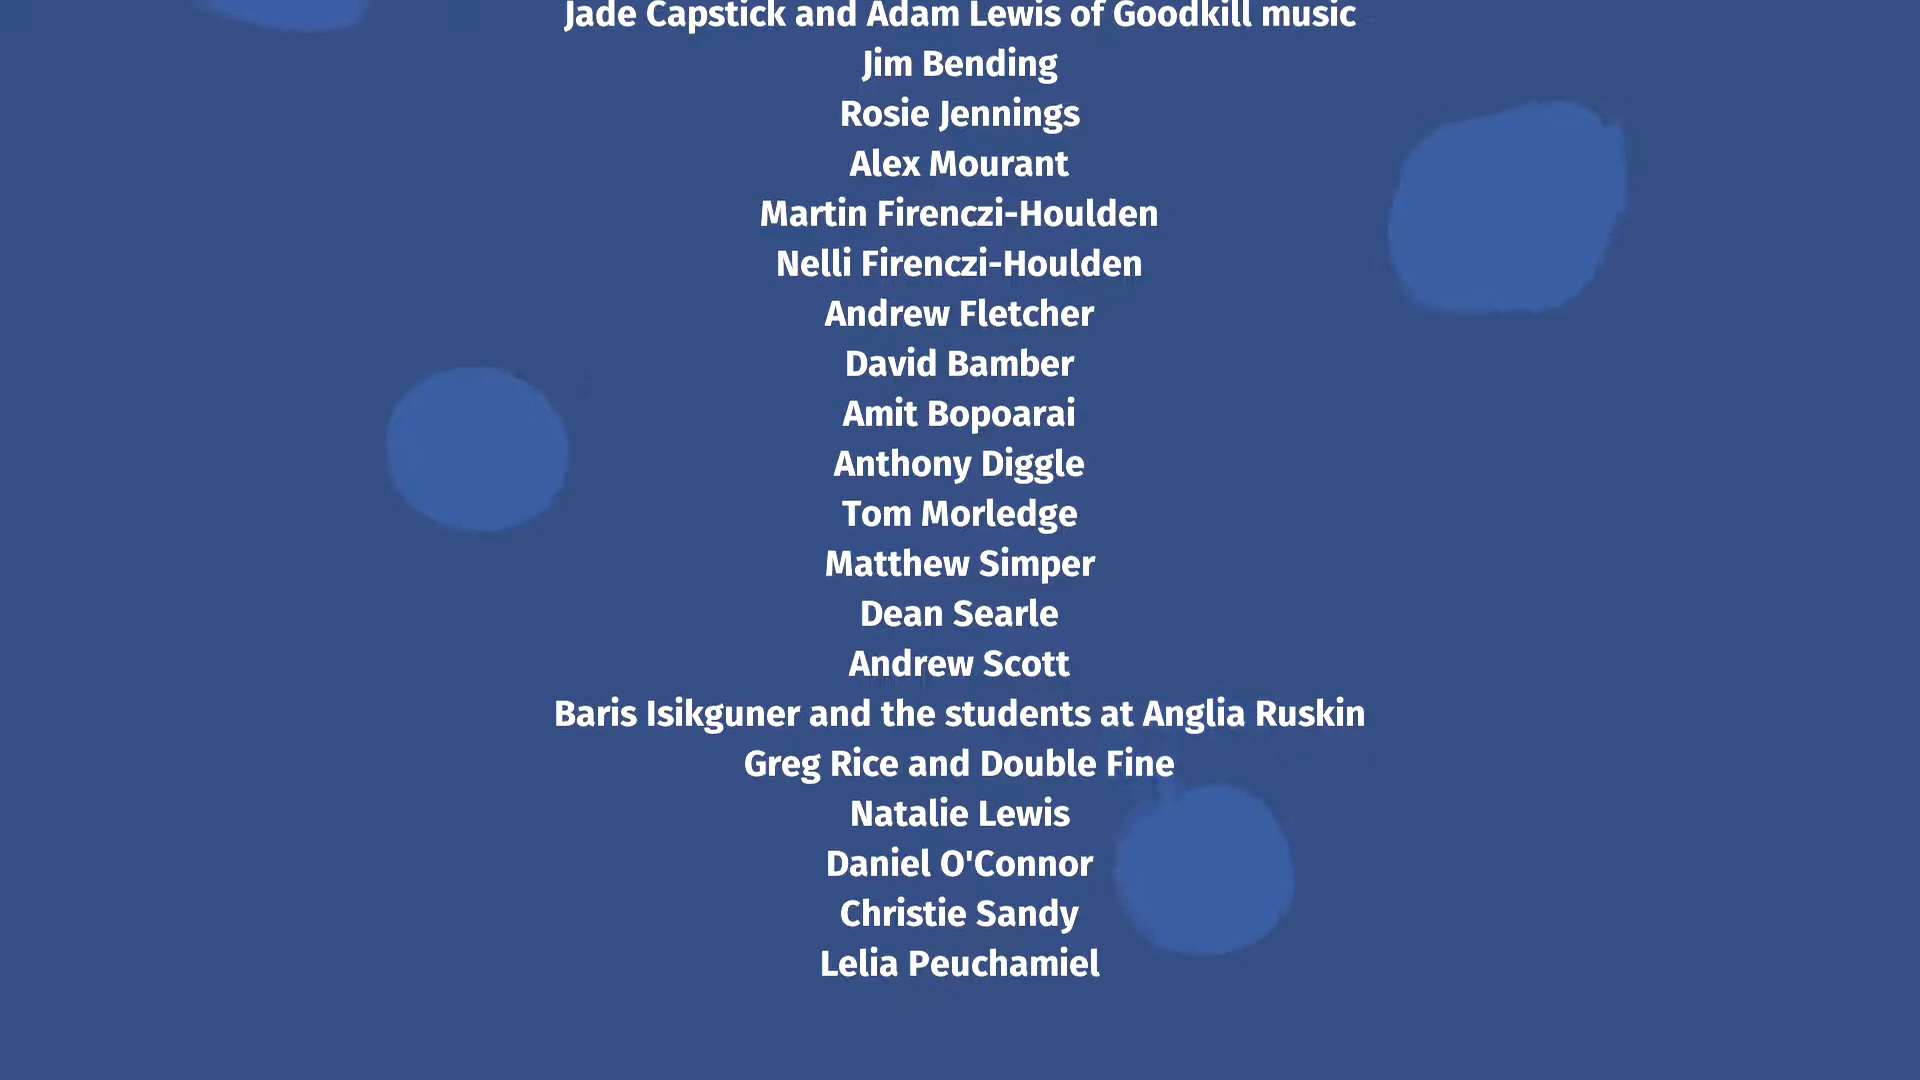 Jade Capstick and Adam Lewis of Goodkill music
Jim Bending
Rosie Jennings
Alex Mourant
Martin Firenczi-Houlden
Nelli Firenczi-Houlden
Andrew Fletcher
David Bamber
Amit Bopoarai
Anthony Diggle
Tom Morledge
Matthew Simper
Dean Searle
Andrew Scott
Baris Isikguner and the students at Anglia Ruskin
Greg Rice and Double Fine
Natalie Lewis
Daniel O'Connor
Christie Sandy
Lelia Peuchamiel